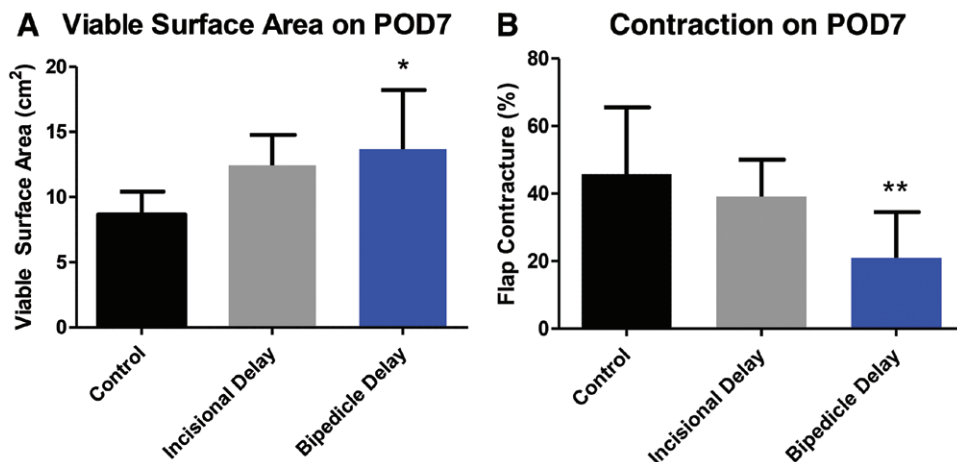 A Viable Surface Area on POD7
Viable Surface Area (cm²)
20
15
10
5
0
*
Control
Incisional Delay
Bipedicle Delay
B Contraction on POD7
Flap Contracture (%)
80
60
40
20
0
**
Control
Incisional Delay
Bipedicle Delay